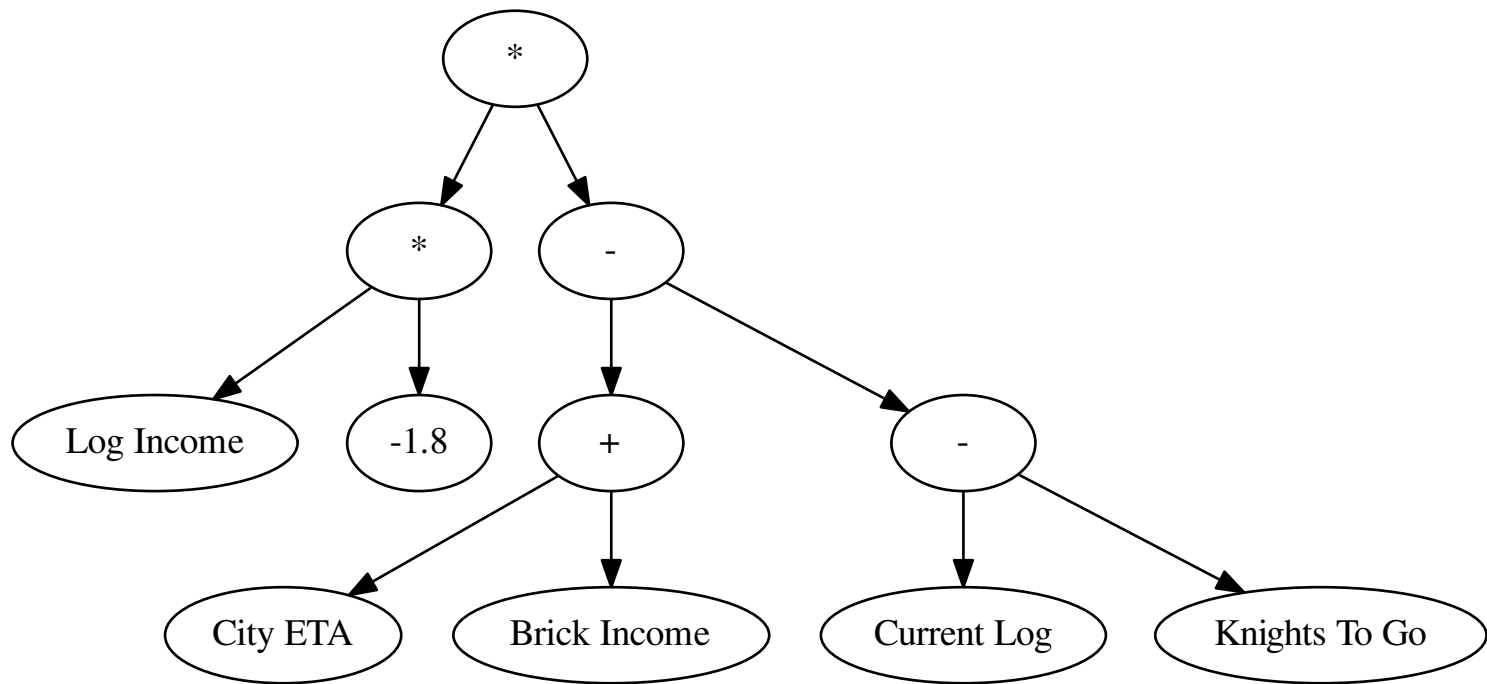 *
*
-
Log Income
-1.8
+
-
City ETA
Brick Income
Current Log
Knights To Go